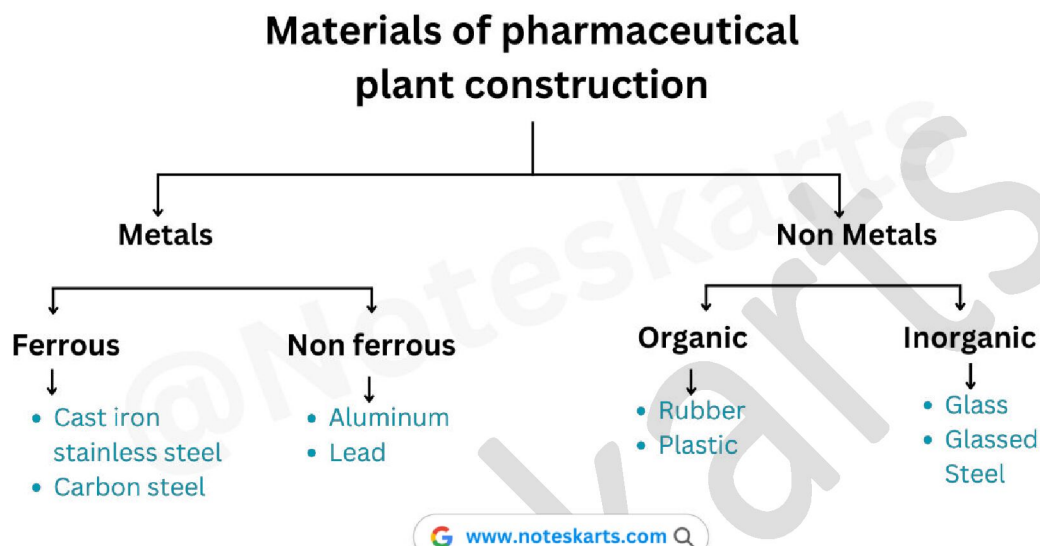 Materials of pharmaceutical
plant construction
Metals
Non Metals
Ferrous
Non ferrous
Organic
Inorganic
• Cast iron
stainless steel
• Carbon steel
• Aluminum
• Lead
• Rubber
• Plastic
• Glass
• Glassed
Steel
@Noteskarts
karts
www.noteskarts.com